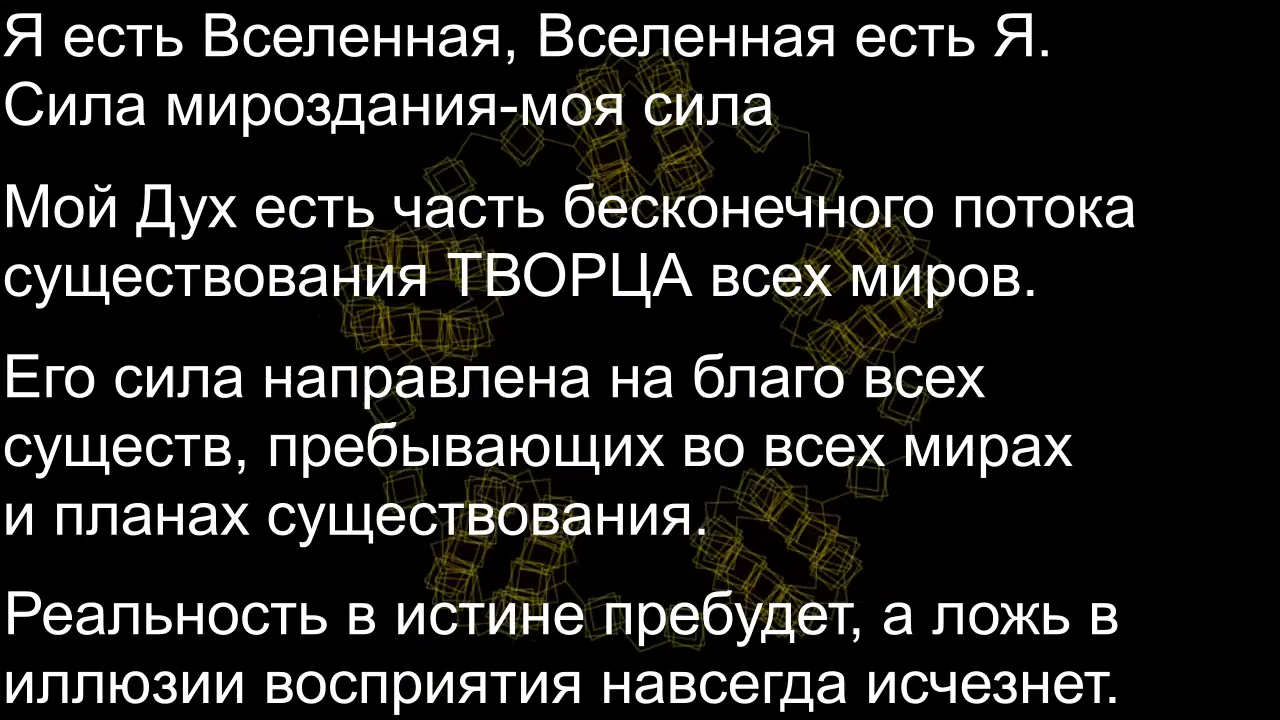 Я есть Вселенная, Вселенная есть Я.
Сила мироздания-моя сила
Мой Дух есть часть бесконечного потока
существования ТВОРЦА всех миров.
Его сила направлена на благо всех
существ, пребывающих во всех мирах
и планах существования.
Реальность в истине пребудет, а ложь в
иллюзии восприятия навсегда исчезнет.